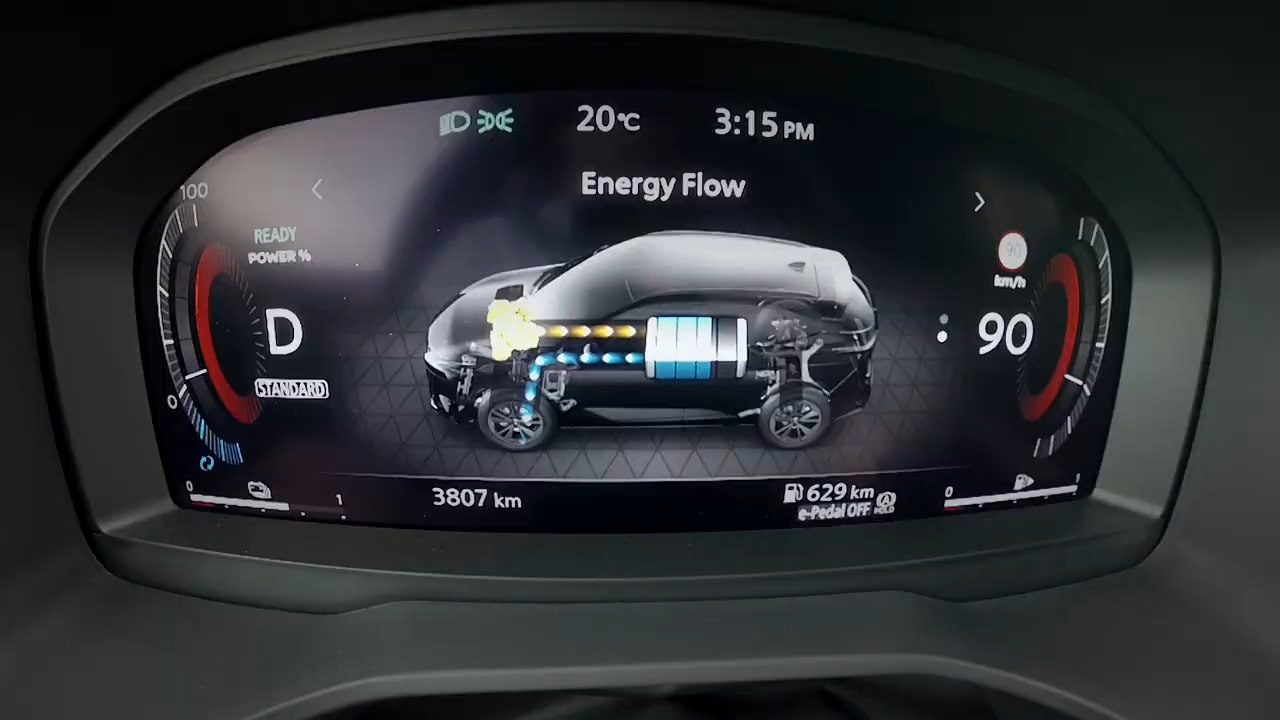 20°C
3:15 PM
Energy Flow
100
READY
POWER %
90
km/h
D
90
STANDARD
0
0
1
3807 km
629 km
e-Pedal OFF
HOLD
0
1